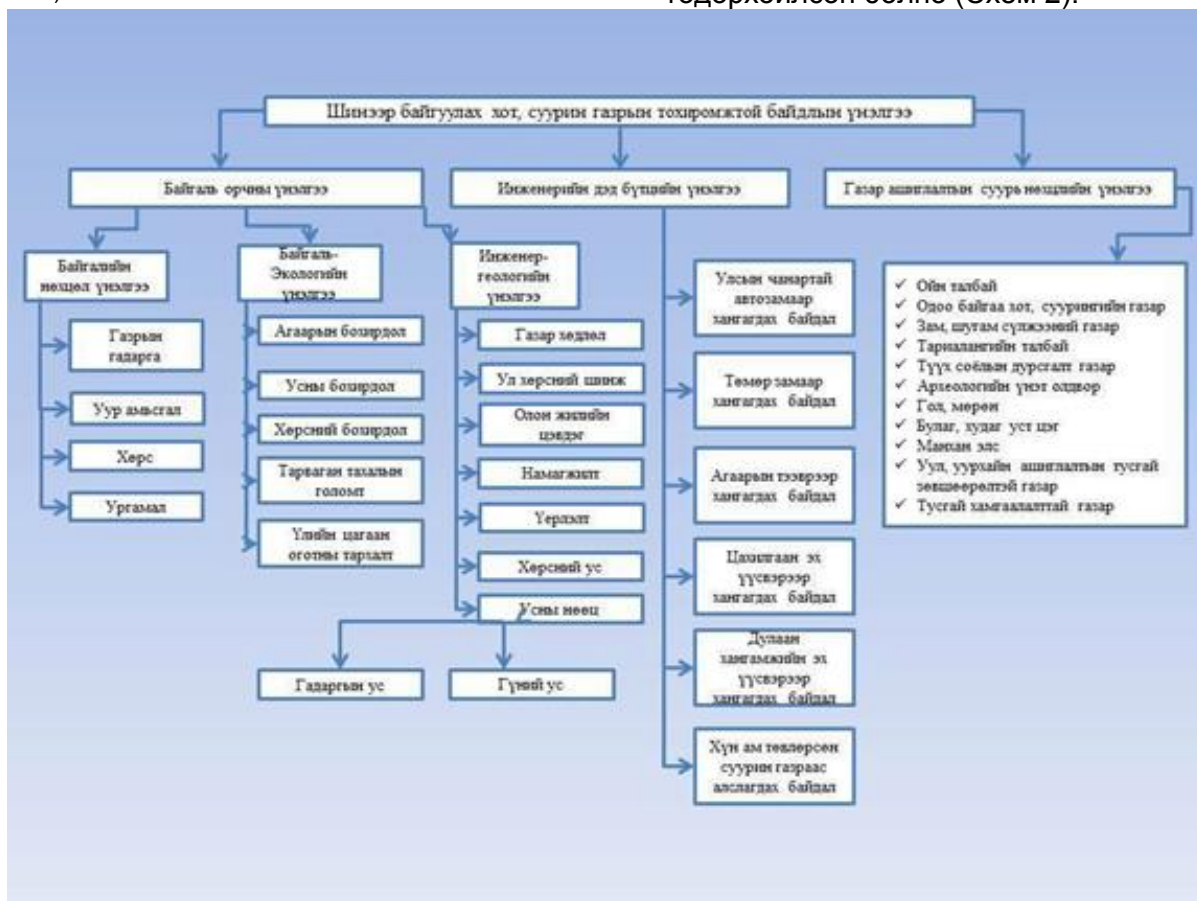 Шинээр байгуулах хот, суурин газрын тохиромжтой байдлын үнэлгээ
Байгаль орчны үнэлгээ
Инженерийн дэд бүтцийн үнэлгээ
Газар ашиглалтын суурь нөхцлийн үнэлгээ
Байгалийн
нөхцөл үнэлгээ
Газрын
гадарга
Уур амьсгал
Хөрс
Ургамал
Байгаль-
Экологийн
үнэлгээ
Агаарын бохирдол
Усны бохирдол
Хөрсний бохирдол
Тарваган тахалын
голомт
Үлийн цагаан
оготны тархалт
Инженер-
геологийн
үнэлгээ
Газар хөдлөл
Ул хөрсний шинж
Олон жилийн
цэвдэг
Намагжилт
Үерлэлт
Хөрсний ус
Усны нөөц
Гадаргын ус
Гүний ус
Улсын чанартай
автозамаар
хангагдах байдал
Төмөр замаар
хангагдах байдал
Агаарын тээврээр
хангагдах байдал
Цахилгаан эх
үүсвэрээр
хангагдах байдал
Дулаан
хангамжийн эх
үүсвэрээр
хангагдах байдал
Хүн ам төвлөрсөн
суурин газраас
алслагдах байдал
✓ Ойн талбай
✓ Одоо байгаа хот, суурингийн газар
✓ Зам, шугам сүлжээний газар
✓ Тариалангийн талбай
✓ Түүх соёлын дурсгалт газар
✓ Археологийн үнэт олдвор
✓ Гол, мөрөн
✓ Булаг, худаг уст цэг
✓ Манхан элс
✓ Уул, уурхайн ашиглалтын тусгай
зөвшөөрөлтэй газар
✓ Тусгай хамгаалалттай газар